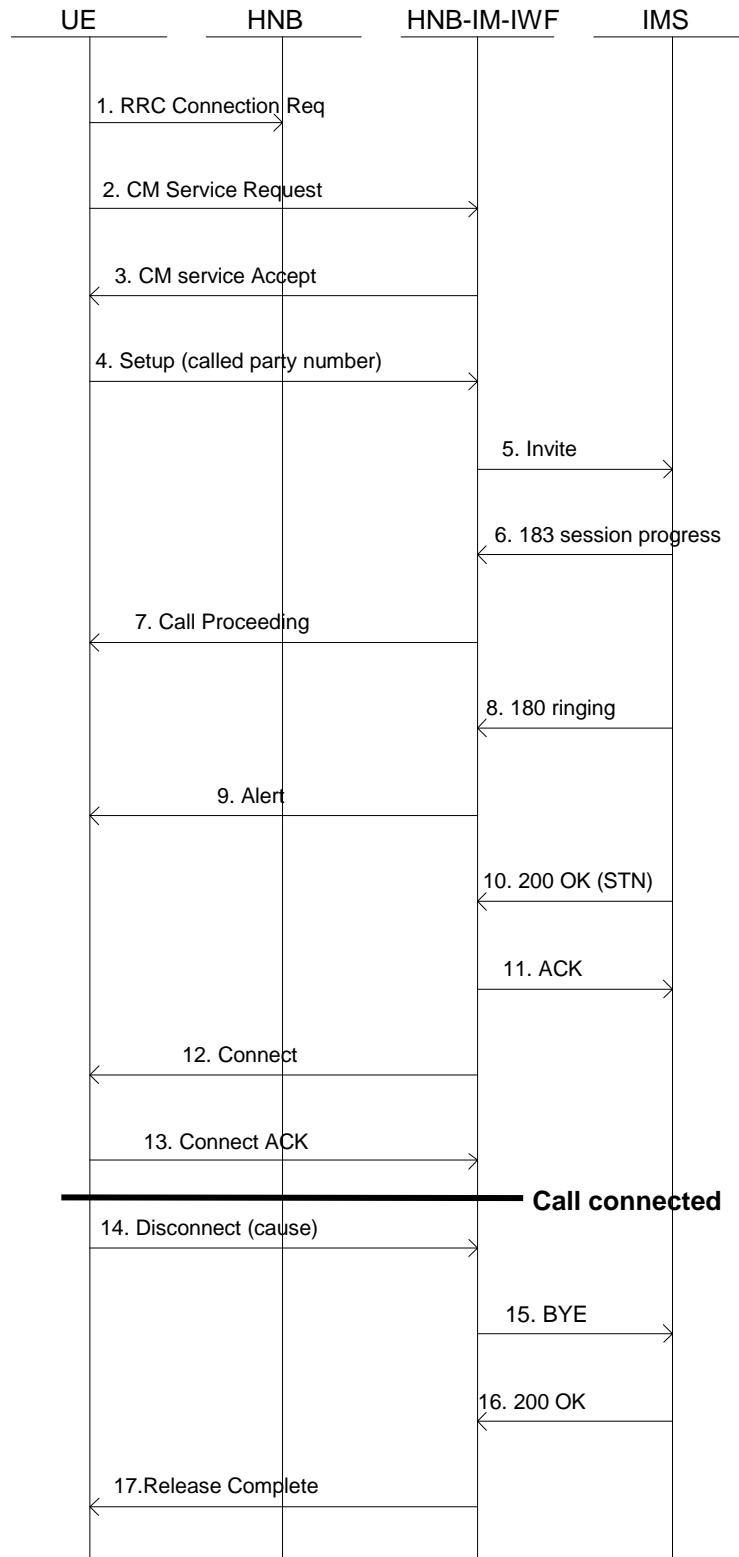 UE HNB HNB-IM-IWF IMS
1. RRC Connection Req
2. CM Service Request
3. CM service Accept
4. Setup (called party number)
5. Invite
6. 183 session progress
7. Call Proceeding
8. 180 ringing
9. Alert
10. 200 OK (STN)
11. ACK
12. Connect
13. Connect ACK
Call connected
14. Disconnect (cause)
15. BYE
16. 200 OK
17.Release Complete